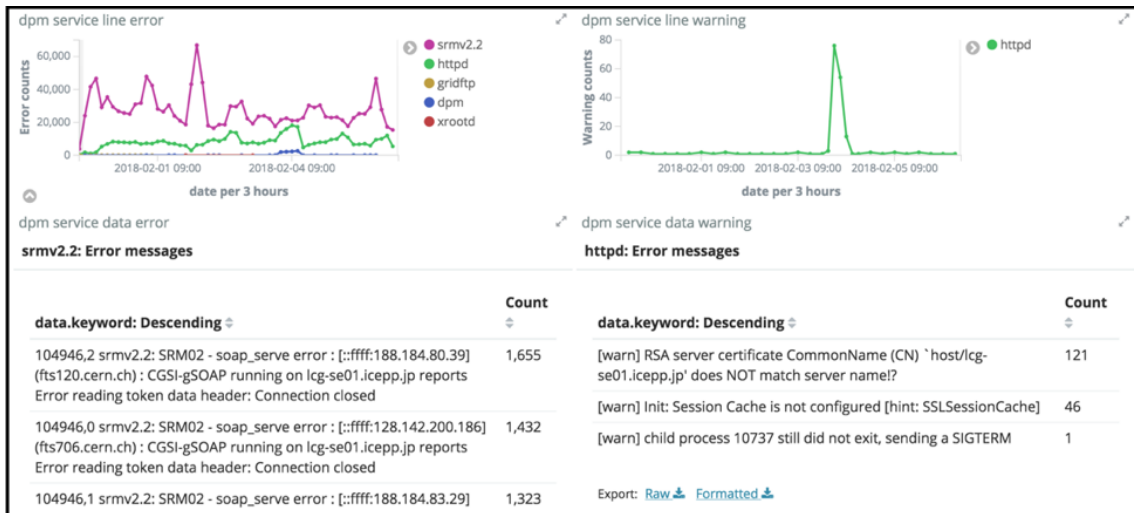 dpm service line error
Error counts
60,000
40,000
20,000
0
2018-02-01 09:00
2018-02-04 09:00
date per 3 hours
srmv2.2
httpd
gridftp
dpm
xrootd
dpm service line warning
Warning counts
80
60
40
20
0
2018-02-01 09:00
2018-02-03 09:00
2018-02-05 09:00
date per 3 hours
httpd
dpm service data error
srmv2.2: Error messages
data.keyword: Descending
Count
104946,2 srmv2.2: SRM02 - soap_serve error : [::ffff:188.184.80.39]
(fts120.cern.ch) : CGSI-gSOAP running on lcg-se01.icepp.jp reports
Error reading token data header: Connection closed
1,655
104946,0 srmv2.2: SRM02 - soap_serve error : [::ffff:128.142.200.186]
(fts706.cern.ch) : CGSI-gSOAP running on lcg-se01.icepp.jp reports
Error reading token data header: Connection closed
1,432
104946,1 srmv2.2: SRM02 - soap_serve error : [::ffff:188.184.83.29]
1,323
dpm service data warning
httpd: Error messages
data.keyword: Descending
Count
[warn] RSA server certificate CommonName (CN) `host/lcg-
se01.icepp.jp' does NOT match server name!?
121
[warn] Init: Session Cache is not configured [hint: SSLSessionCache]
46
[warn] child process 10737 still did not exit, sending a SIGTERM
1
Export: Raw Formatted